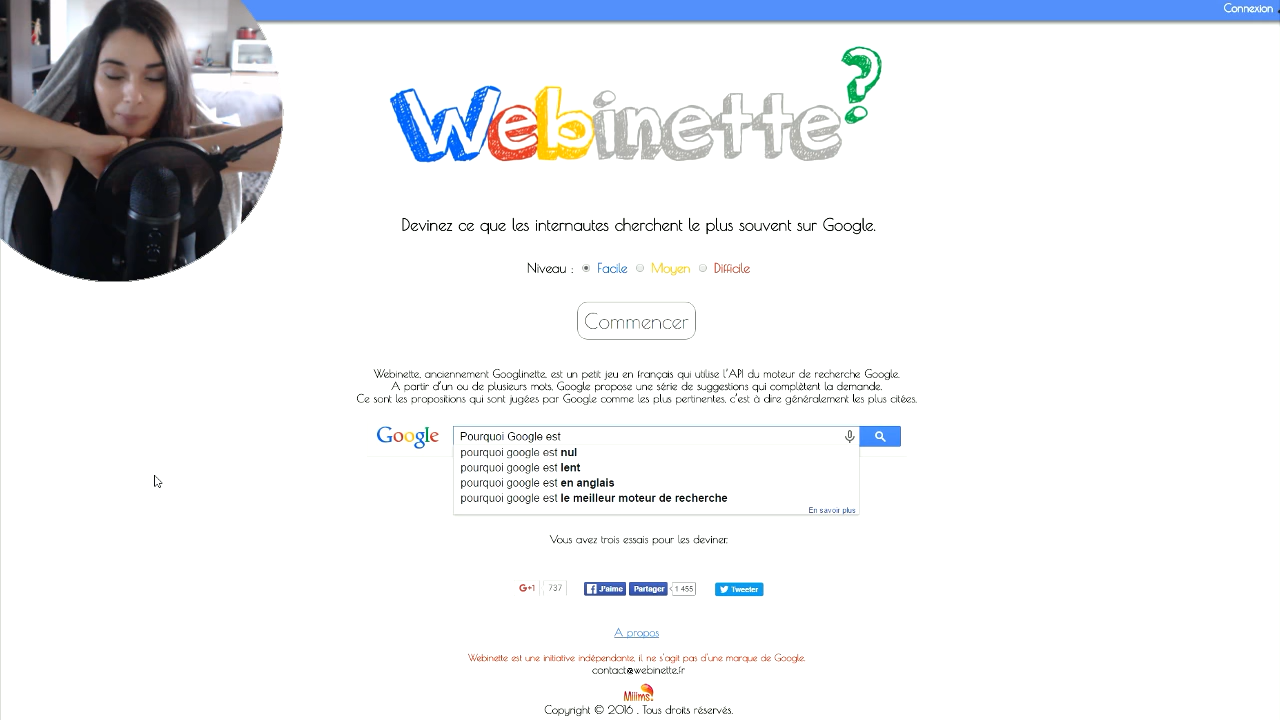 Connexion
Webinette?
Devinez ce que les internautes cherchent le plus souvent sur Google.
Niveau : Facile Moyen Difficile
Commencer
Webinette, anciennement Googlinette, est un petit jeu en français qui utilise l'API du moteur de recherche Google.
A partir d'un ou de plusieurs mots, Google propose une série de suggestions qui complètent la demande.
Ce sont les propositions qui sont jugées par Google comme les plus pertinentes, c'est à dire généralement les plus citées.
Google Pourquoi Google est
pourquoi google est nul
pourquoi google est lent
pourquoi google est en anglais
pourquoi google est le meilleur moteur de recherche
En savoir plus
Vous avez trois essais pour les deviner.
G+1 737 J'aime Partager 1 455 Tweeter
A propos
Webinette est une initiative indépendante, il ne s'agit pas d'une marque de Google.
contact@webinette.fr
Miiims!
Copyright © 2016 . Tous droits réservés.